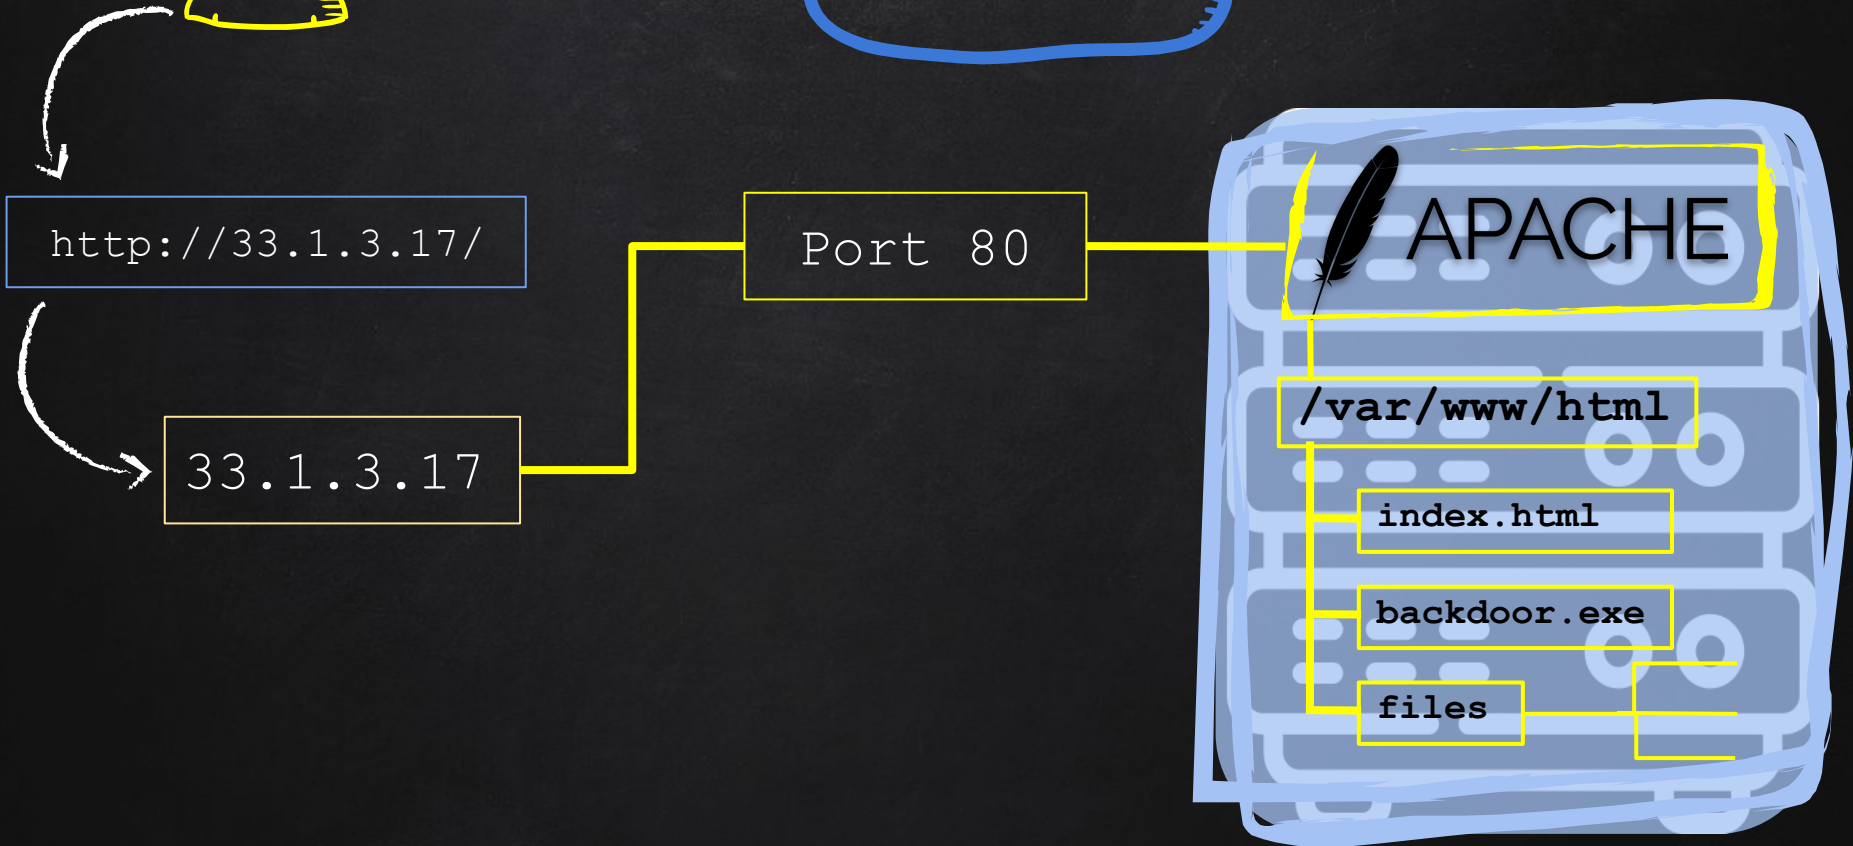 http://33.1.3.17/
Port 80
APACHE
33.1.3.17
/var/www/html
index.html
backdoor.exe
files